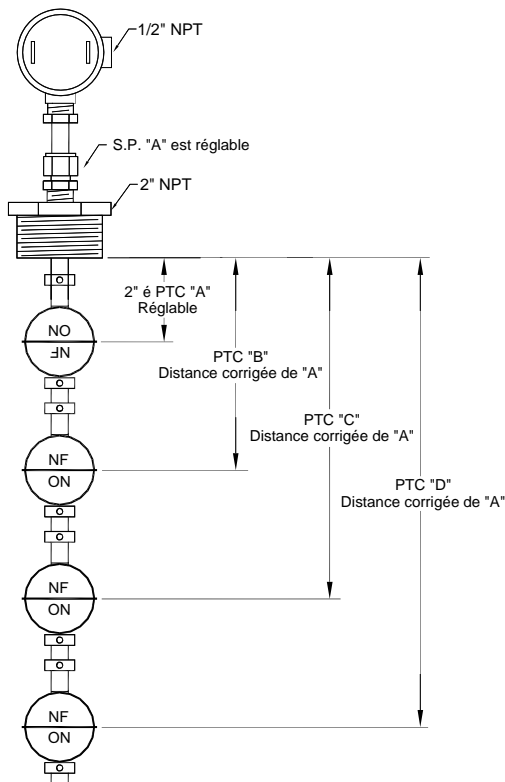 1/2" NPT
S.P. "A" est réglable
2" NPT
2" é PTC "A"
Réglable
ON
NF
PTC "B"
Distance corrigée de "A"
PTC "C"
Distance corrigée de "A"
NF
ON
PTC "D"
Distance corrigée de "A"
NF
ON
NF
ON